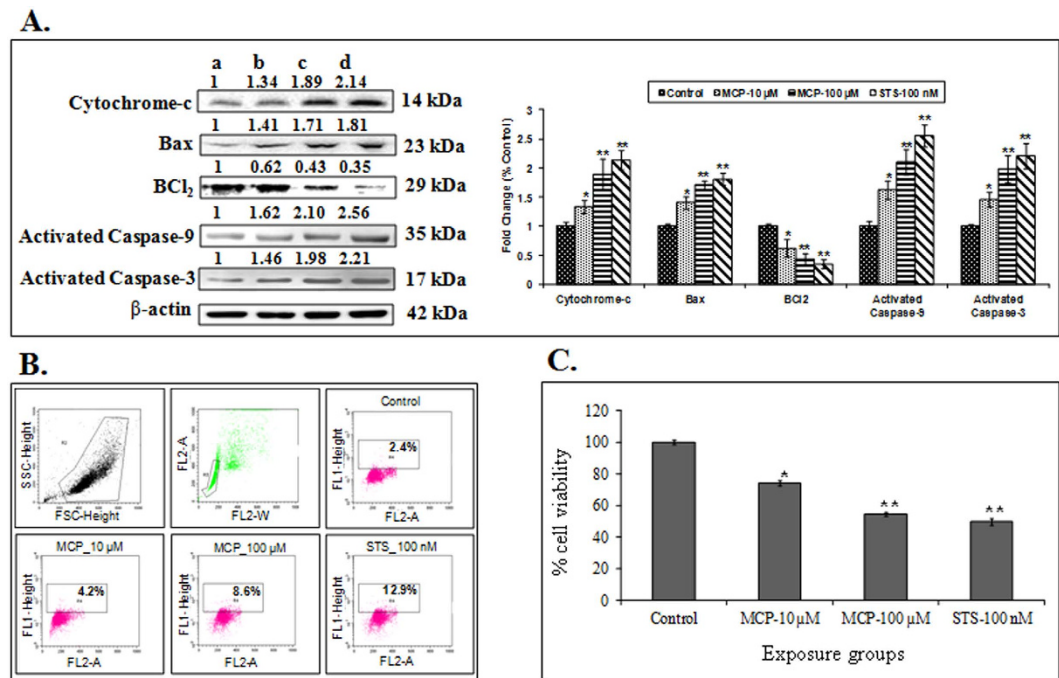 A.
a b c d
1 1.34 1.89 2.14
Cytochrome-c 14 kDa
1 1.41 1.71 1.81
Bax 23 kDa
1 0.62 0.43 0.35
BCl2 29 kDa
1 1.62 2.10 2.56
Activated Caspase-9 35 kDa
1 1.46 1.98 2.21
Activated Caspase-3 17 kDa
β-actin 42 kDa
Control MCP-10 µM MCP-100 µM STS-100 nM
Fold Change (% Control)
3
2.5
2
1.5
1
0.5
0
* ** **
* ** **
* ** **
* ** **
* ** **
Cytochrome-c Bax BCl2 Activated Caspase-9 Activated Caspase-3
B.
SSC-Height
FSC-Height
FL2-A
FL2-W
Control
2.4%
FL1-Height
FL2-A
MCP_10 µM
4.2%
FL1-Height
FL2-A
MCP_100 µM
8.6%
FL1-Height
FL2-A
STS_100 nM
12.9%
FL1-Height
FL2-A
C.
% cell viability
120
100
80
60
40
20
0
* ** **
Control MCP-10 µM MCP-100 µM STS-100 nM
Exposure groups